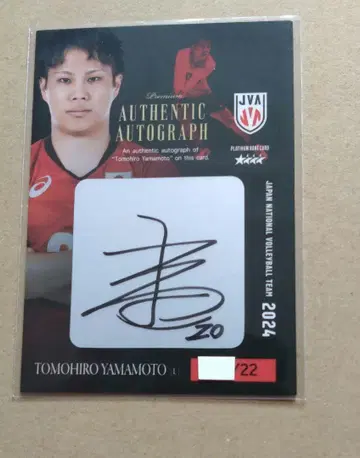 Premium
AUTHENTIC
AUTOGRAPH
An authentic autograph of
"Tomohiro Yamamoto" on this card.
JVA
PLATINUM RARE CARD
JAPAN NATIONAL VOLLEYBALL TEAM 2024
20
TOMOHIRO YAMAMOTO [L]
/22